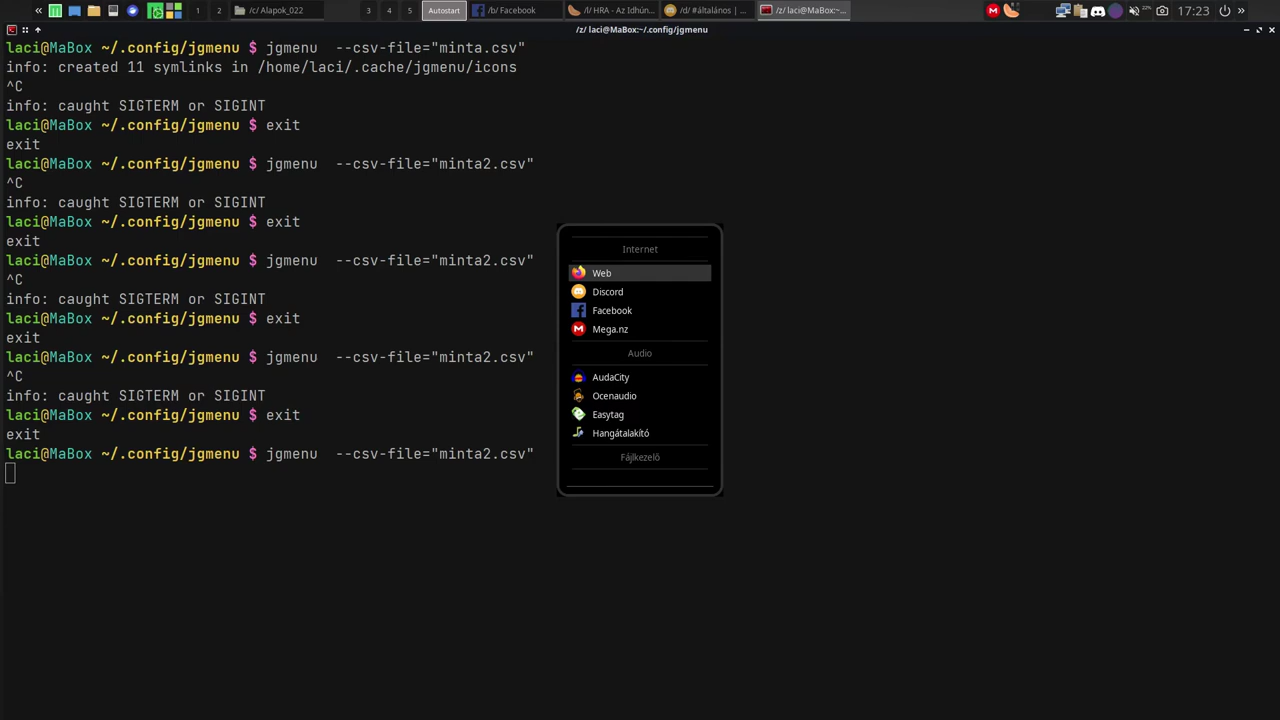 «
1
2
/c/ Alapok_022
3
4
5
Autostart
/b/ Facebook
/l/ HRA - Az Idhún...
/d/ #általános | ...
/z/ laci@MaBox:~...
22%
17:23
»
/z/ laci@MaBox:~/.config/jgmenu
laci@MaBox ~/.config/jgmenu $ jgmenu  --csv-file="minta.csv"
info: created 11 symlinks in /home/laci/.cache/jgmenu/icons
^C
info: caught SIGTERM or SIGINT
laci@MaBox ~/.config/jgmenu $ exit
exit
laci@MaBox ~/.config/jgmenu $ jgmenu  --csv-file="minta2.csv"
^C
info: caught SIGTERM or SIGINT
laci@MaBox ~/.config/jgmenu $ exit
exit
laci@MaBox ~/.config/jgmenu $ jgmenu  --csv-file="minta2.csv"
^C
info: caught SIGTERM or SIGINT
laci@MaBox ~/.config/jgmenu $ exit
exit
laci@MaBox ~/.config/jgmenu $ jgmenu  --csv-file="minta2.csv"
^C
info: caught SIGTERM or SIGINT
laci@MaBox ~/.config/jgmenu $ exit
exit
laci@MaBox ~/.config/jgmenu $ jgmenu  --csv-file="minta2.csv"
Internet
Web
Discord
Facebook
Mega.nz
Audio
AudaCity
Ocenaudio
Easytag
Hangátalakító
Fájlkezelő